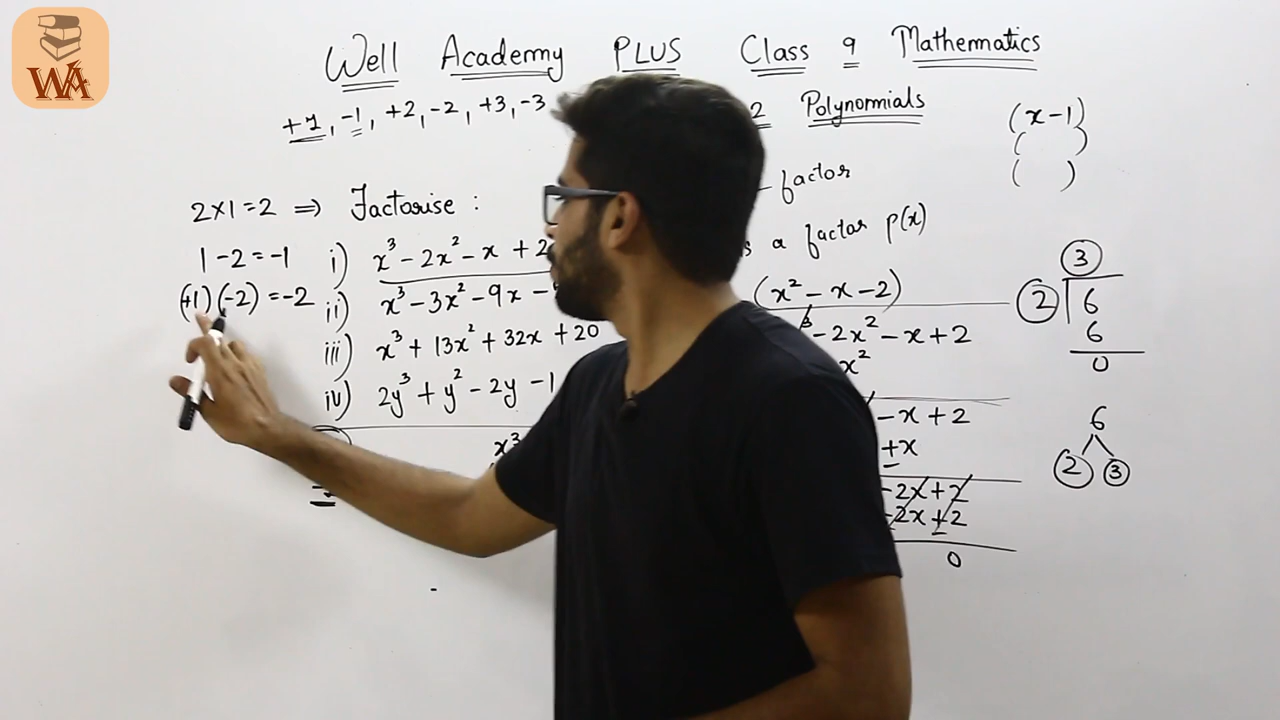 WA
Well Academy PLUS Class 9 Mathematics
+1, -1, +2, -2, +3, -3
2 Polynomials
(x-1)
( )
( )
factor
2×1=2 ⇒ Factorise :
a factor p(x)
1-2=-1
i) x³ - 2x² - x + 2
(+1)(-2) = -2
ii) x³ - 3x² - 9x -
iii) x³ + 13x² + 32x + 20
iv) 2y³ + y² - 2y - 1
x³
(x² - x - 2)
³ - 2x² - x + 2
x²
- x + 2
+x
-2x+2
-2x+2
0
3
2 6
6
0
6
2 3